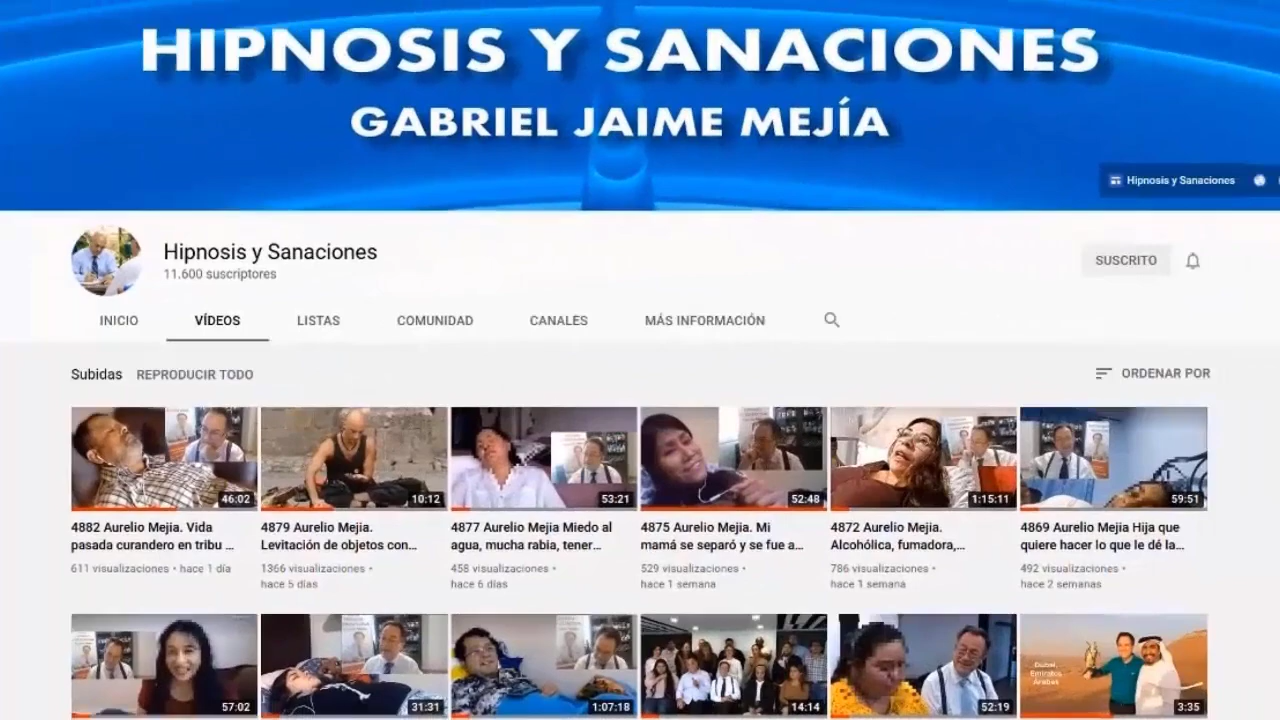 HIPNOSIS Y SANACIONES
GABRIEL JAIME MEJÍA
Hipnosis y Sanaciones
Hipnosis y Sanaciones
11.600 suscriptores
SUSCRITO
INICIO VÍDEOS LISTAS COMUNIDAD CANALES MÁS INFORMACIÓN
Subidas REPRODUCIR TODO ORDENAR POR
46:02 10:12 53:21 52:48 1:15:11 59:51
4882 Aurelio Mejia. Vida
pasada curandero en tribu ...
611 visualizaciones • hace 1 día
4879 Aurelio Mejia.
Levitación de objetos con...
1366 visualizaciones •
hace 5 días
4877 Aurelio Mejia Miedo al
agua, mucha rabia, tener...
458 visualizaciones •
hace 6 días
4875 Aurelio Mejia. Mi
mamá se separó y se fue a...
529 visualizaciones •
hace 1 semana
4872 Aurelio Mejia.
Alcohólica, fumadora,...
786 visualizaciones •
hace 1 semana
4869 Aurelio Mejia Hija que
quiere hacer lo que le dé la...
492 visualizaciones •
hace 2 semanas
57:02 31:31 1:07:18 14:14 52:19
Dubai,
Emiratos
Árabes
3:35